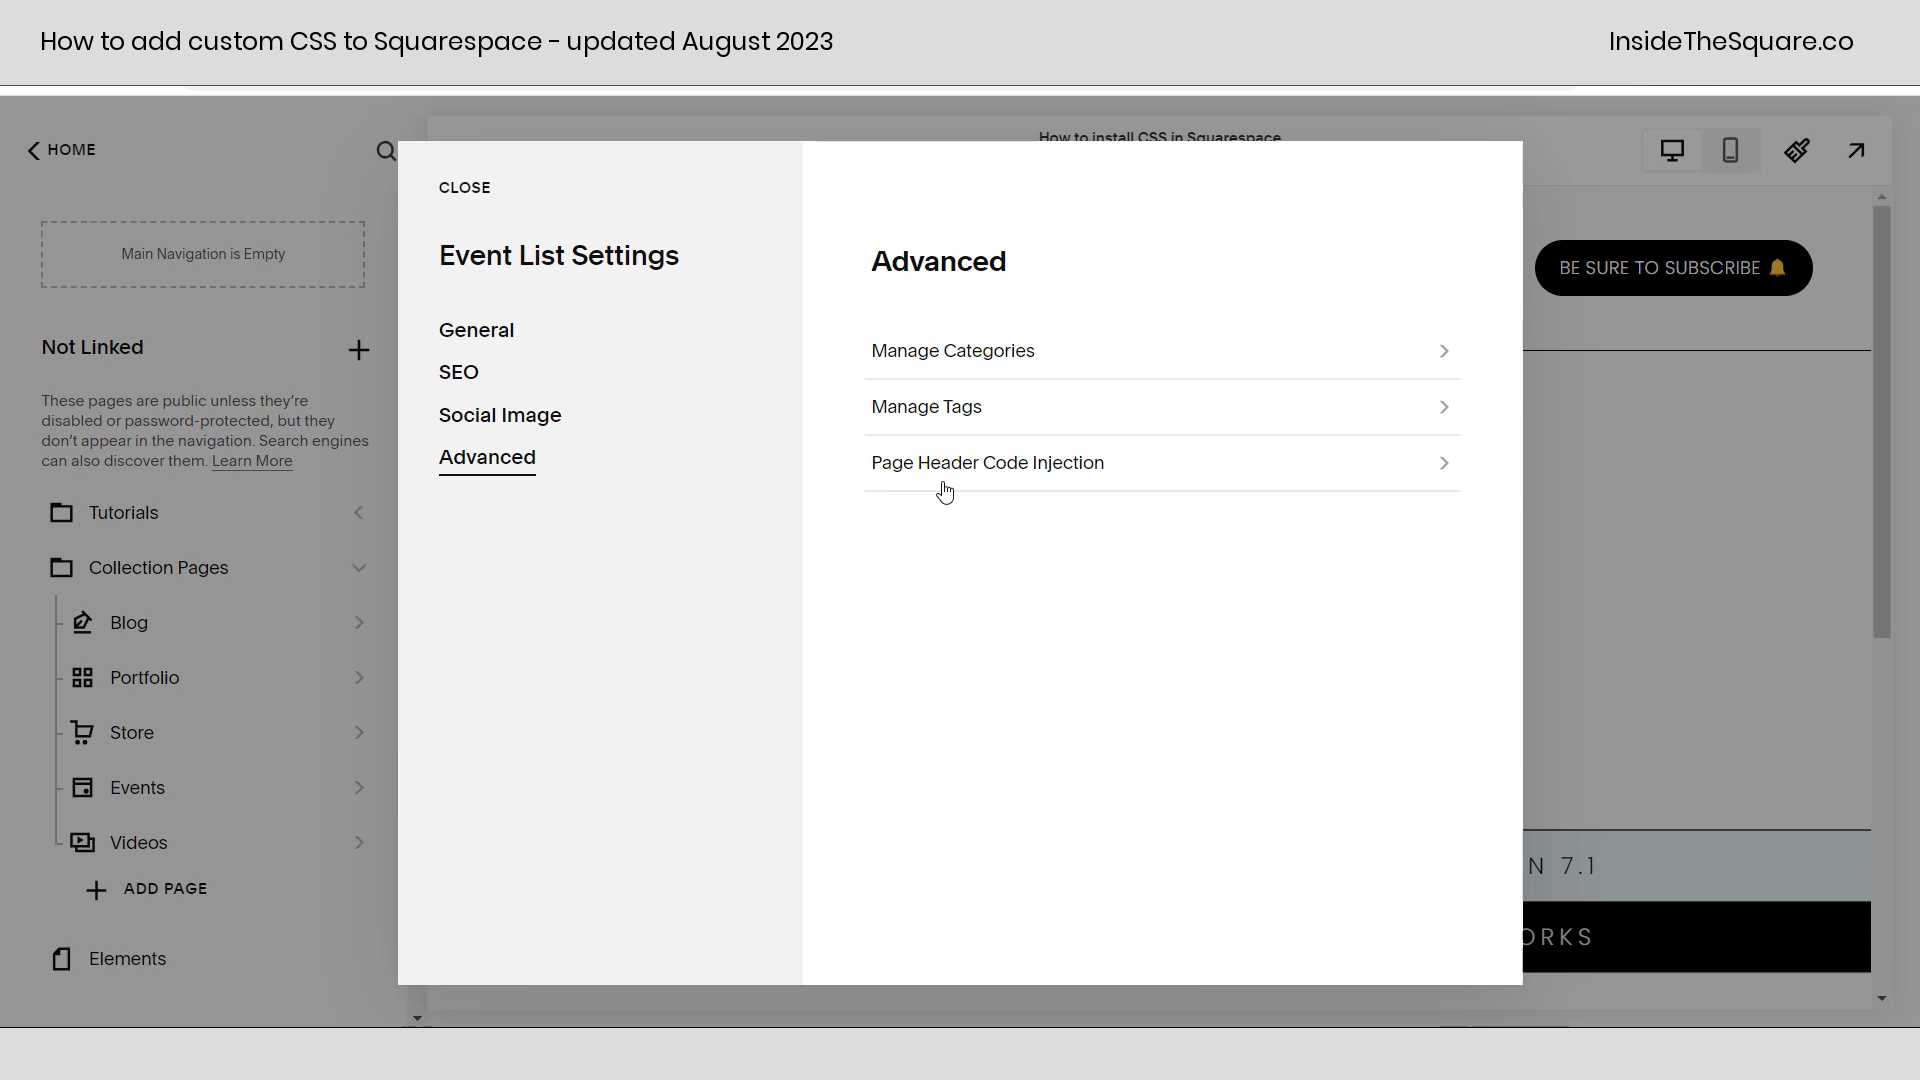 How to add custom CSS to Squarespace - updated August 2023
InsideTheSquare.co
HOME
How to install CSS in Squarespace
Main Navigation is Empty
Not Linked
These pages are public unless they're
disabled or password-protected, but they
don't appear in the navigation. Search engines
can also discover them. Learn More
Tutorials
Collection Pages
Blog
Portfolio
Store
Events
Videos
ADD PAGE
Elements
CLOSE
Event List Settings
General
SEO
Social Image
Advanced
Advanced
Manage Categories
Manage Tags
Page Header Code Injection
BE SURE TO SUBSCRIBE 🔔
N 7.1
ORKS